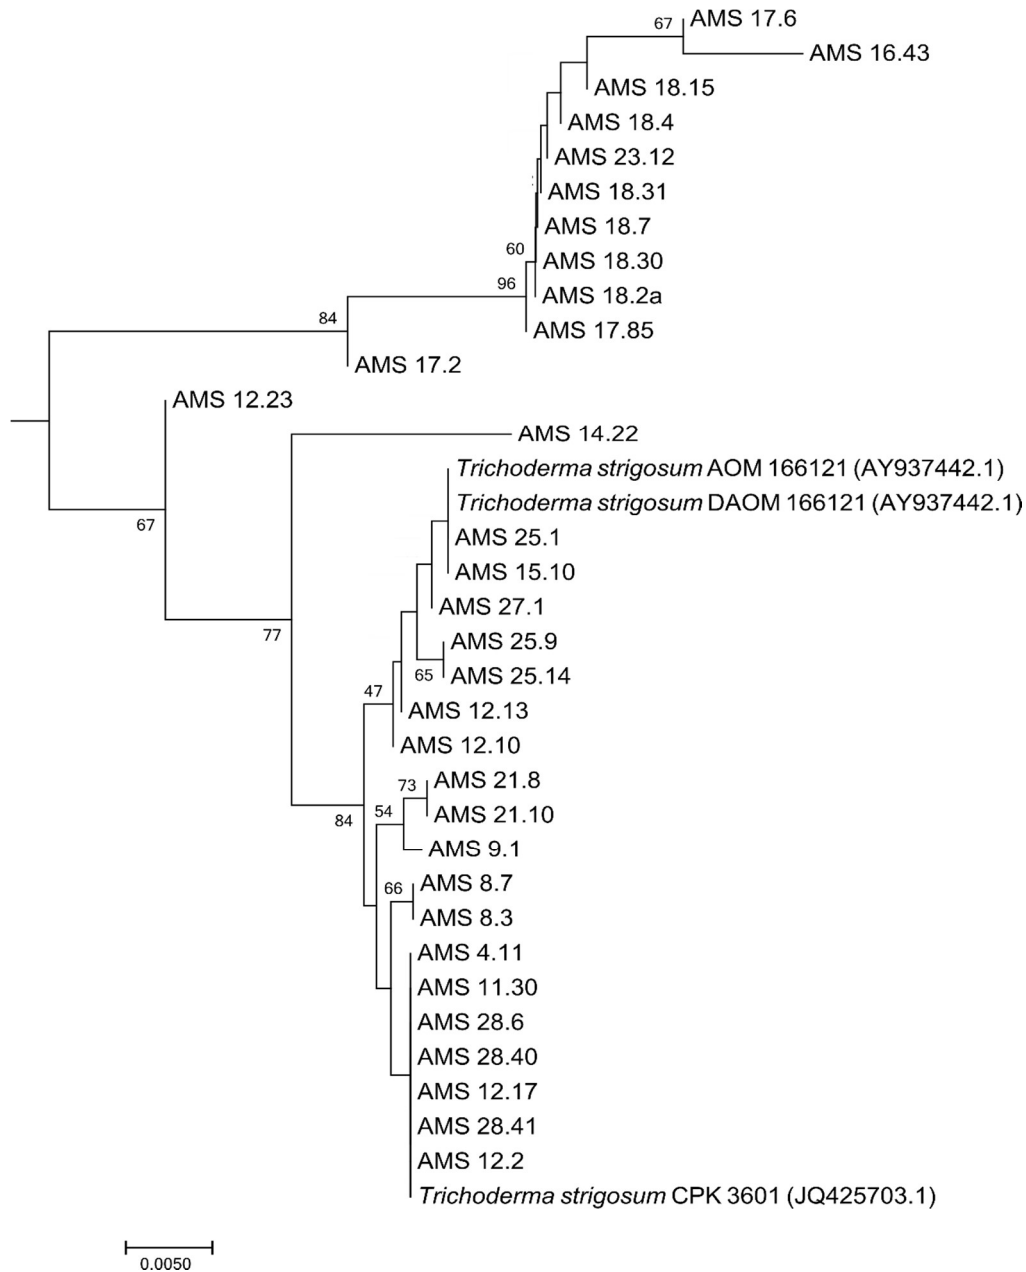 67
AMS 17.6
AMS 16.43
AMS 18.15
AMS 18.4
AMS 23.12
AMS 18.31
AMS 18.7
60
AMS 18.30
96
AMS 18.2a
84
AMS 17.85
AMS 17.2
AMS 12.23
AMS 14.22
Trichoderma strigosum AOM 166121 (AY937442.1)
Trichoderma strigosum DAOM 166121 (AY937442.1)
67
AMS 25.1
AMS 15.10
AMS 27.1
77
AMS 25.9
65
AMS 25.14
47
AMS 12.13
AMS 12.10
73
AMS 21.8
54
AMS 21.10
84
AMS 9.1
66
AMS 8.7
AMS 8.3
AMS 4.11
AMS 11.30
AMS 28.6
AMS 28.40
AMS 12.17
AMS 28.41
AMS 12.2
Trichoderma strigosum CPK 3601 (JQ425703.1)
0.0050